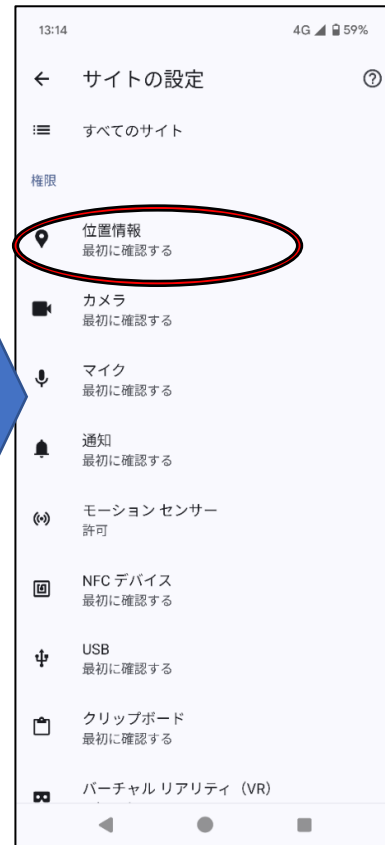 13:14 4G 59%
サイトの設定
すべてのサイト
権限
位置情報
最初に確認する
カメラ
最初に確認する
マイク
最初に確認する
通知
最初に確認する
モーション センサー
許可
NFC デバイス
最初に確認する
USB
最初に確認する
クリップボード
最初に確認する
バーチャル リアリティ（VR）